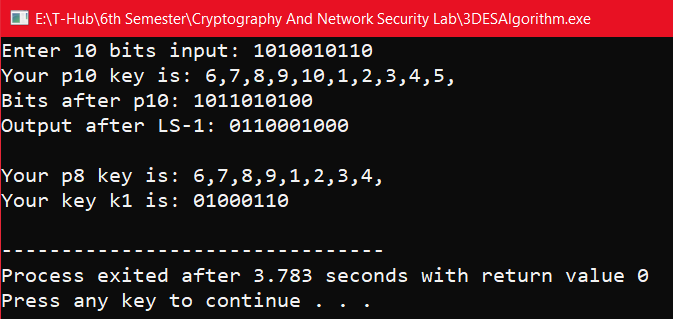 E:\T-Hub\6th Semester\Cryptography And Network Security Lab\3DESAlgorithm.exe
Enter 10 bits input: 1010010110
Your p10 key is: 6,7,8,9,10,1,2,3,4,5,
Bits after p10: 1011010100
Output after LS-1: 0110001000
Your p8 key is: 6,7,8,9,1,2,3,4,
Your key k1 is: 01000110
--------------------------------
Process exited after 3.783 seconds with return value 0
Press any key to continue . . .